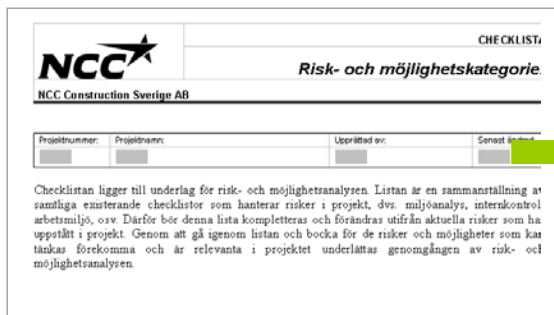 CHECKLISTA
NCC
Risk- och möjlighetskategorie
NCC Construction Sverige AB
Projektnummer: Projektnamn: Upprättad av: Senast ändrad:
Checklistan ligger till underlag för risk- och möjlighetsanalysen. Listan är en sammanställning av
samtliga existerande checklistor som hanterar risker i projekt, dvs. miljöanalys, internkontrol
arbetsmiljö, osv. Därför bör denna lista kompletteras och förändras utifrån aktuella risker som har
uppstått i projekt. Genom att gå igenom listan och bocka för de risker och möjligheter som kan
tänkas förekomma och är relevanta i projektet underlättas genomgången av risk- och
möjlighetsanalysen.